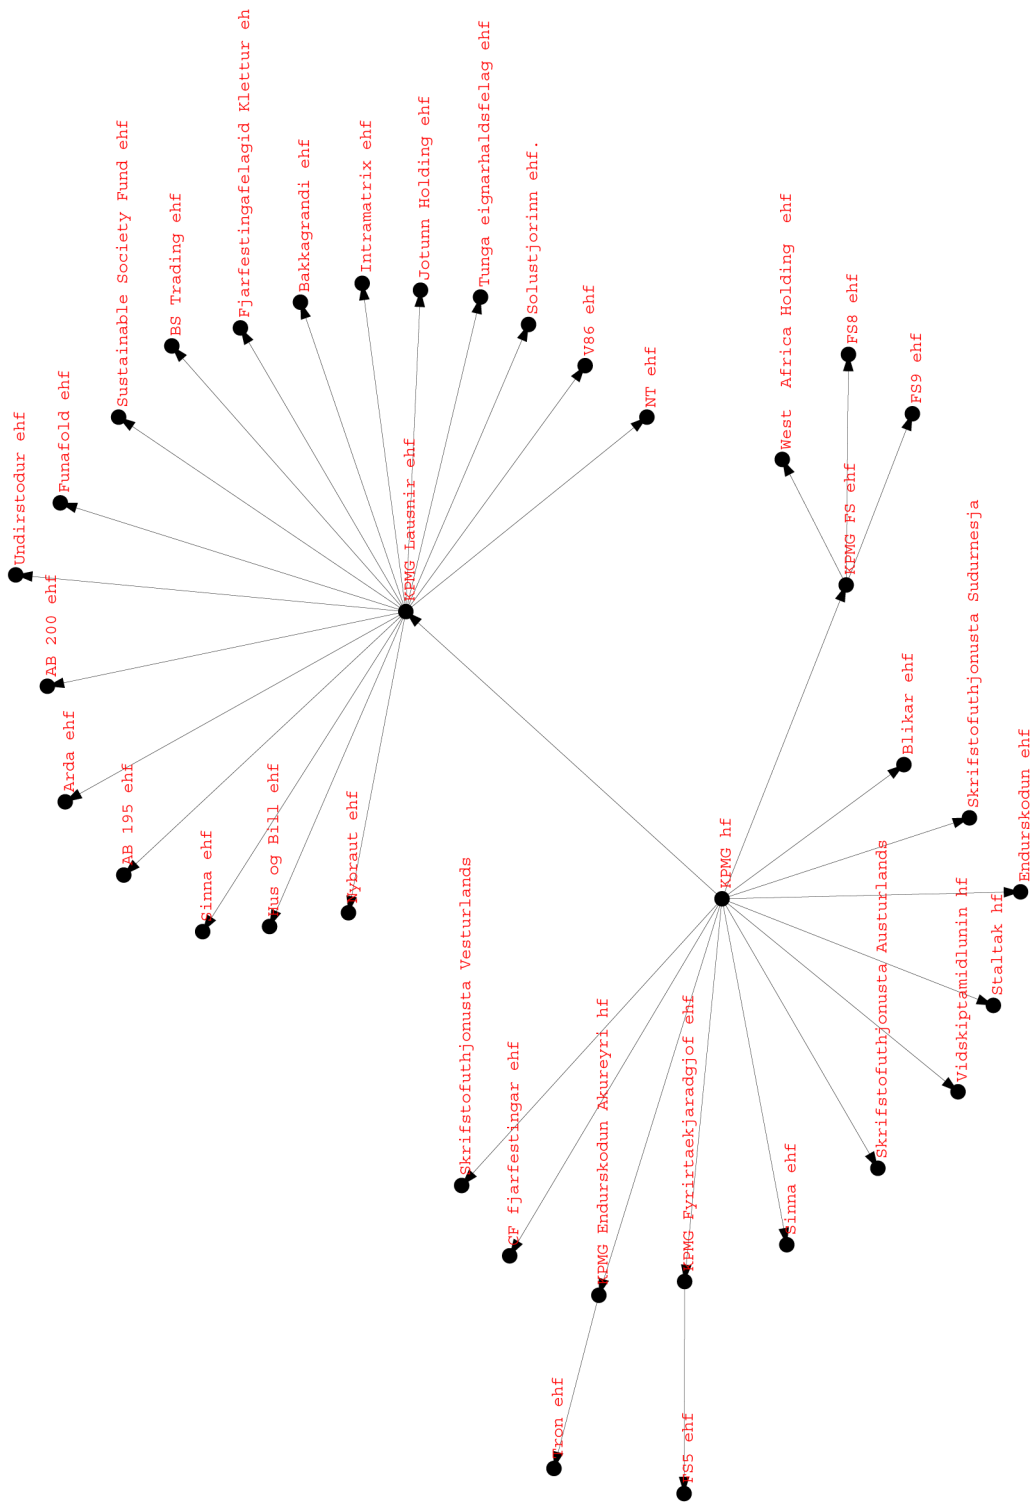 Undirstodur ehf
Funafold ehf
Sustainable Society Fund ehf
BS Trading ehf
Fjarfestingafelagid Klettur eh
Bakkagrandi ehf
Intramatrix ehf
Jotunn Holding ehf
Tunga eignarhaldsfelag ehf
Solustjorinn ehf.
V86 ehf
NT ehf
KPMG Lausnir ehf
AB 200 ehf
Arda ehf
AB 195 ehf
Sinna ehf
Hus og Bill ehf
Nybraut ehf
West  Africa Holding  ehf
FS8 ehf
FS9 ehf
KPMG FS ehf
Blikar ehf
Skrifstofuthjonusta Sudurnesja
Endurskodun ehf
KPMG hf
Staltak hf
Vidskiptamidlunin hf
Skrifstofuthjonusta Austurlands
Sinna ehf
KPMG Fyrirtaekjaradgjof ehf
KPMG Endurskodun Akureyri hf
CF fjarfestingar ehf
Skrifstofuthjonusta Vesturlands
Tron ehf
FS5 ehf